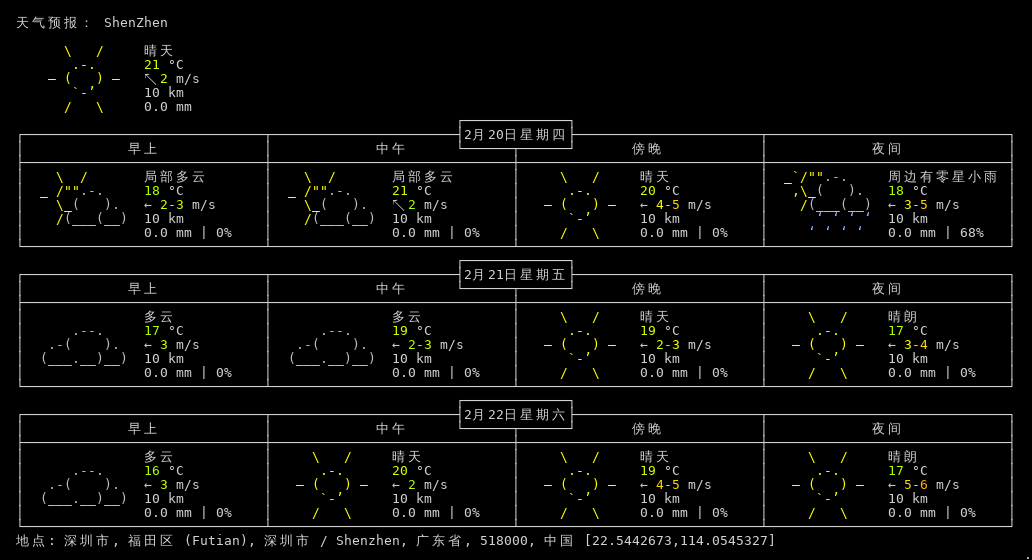 天气预报： ShenZhen
晴天
21 °C
↖ 2 m/s
10 km
0.0 mm
2月20日星期四
早上 中午 傍晚 夜间
局部多云 局部多云 晴天 周边有零星小雨
18 °C 21 °C 20 °C 18 °C
← 2-3 m/s ↖ 2 m/s ← 4-5 m/s ← 3-5 m/s
10 km 10 km 10 km 10 km
0.0 mm | 0% 0.0 mm | 0% 0.0 mm | 0% 0.0 mm | 68%
2月21日星期五
早上 中午 傍晚 夜间
多云 多云 晴天 晴朗
17 °C 19 °C 19 °C 17 °C
← 3 m/s ← 2-3 m/s ← 2-3 m/s ← 3-4 m/s
10 km 10 km 10 km 10 km
0.0 mm | 0% 0.0 mm | 0% 0.0 mm | 0% 0.0 mm | 0%
2月22日星期六
早上 中午 傍晚 夜间
多云 晴天 晴天 晴朗
16 °C 20 °C 19 °C 17 °C
← 3 m/s ← 2 m/s ← 4-5 m/s ← 5-6 m/s
10 km 10 km 10 km 10 km
0.0 mm | 0% 0.0 mm | 0% 0.0 mm | 0% 0.0 mm | 0%
地点: 深圳市, 福田区 (Futian), 深圳市 / Shenzhen, 广东省, 518000, 中国 [22.5442673,114.0545327]